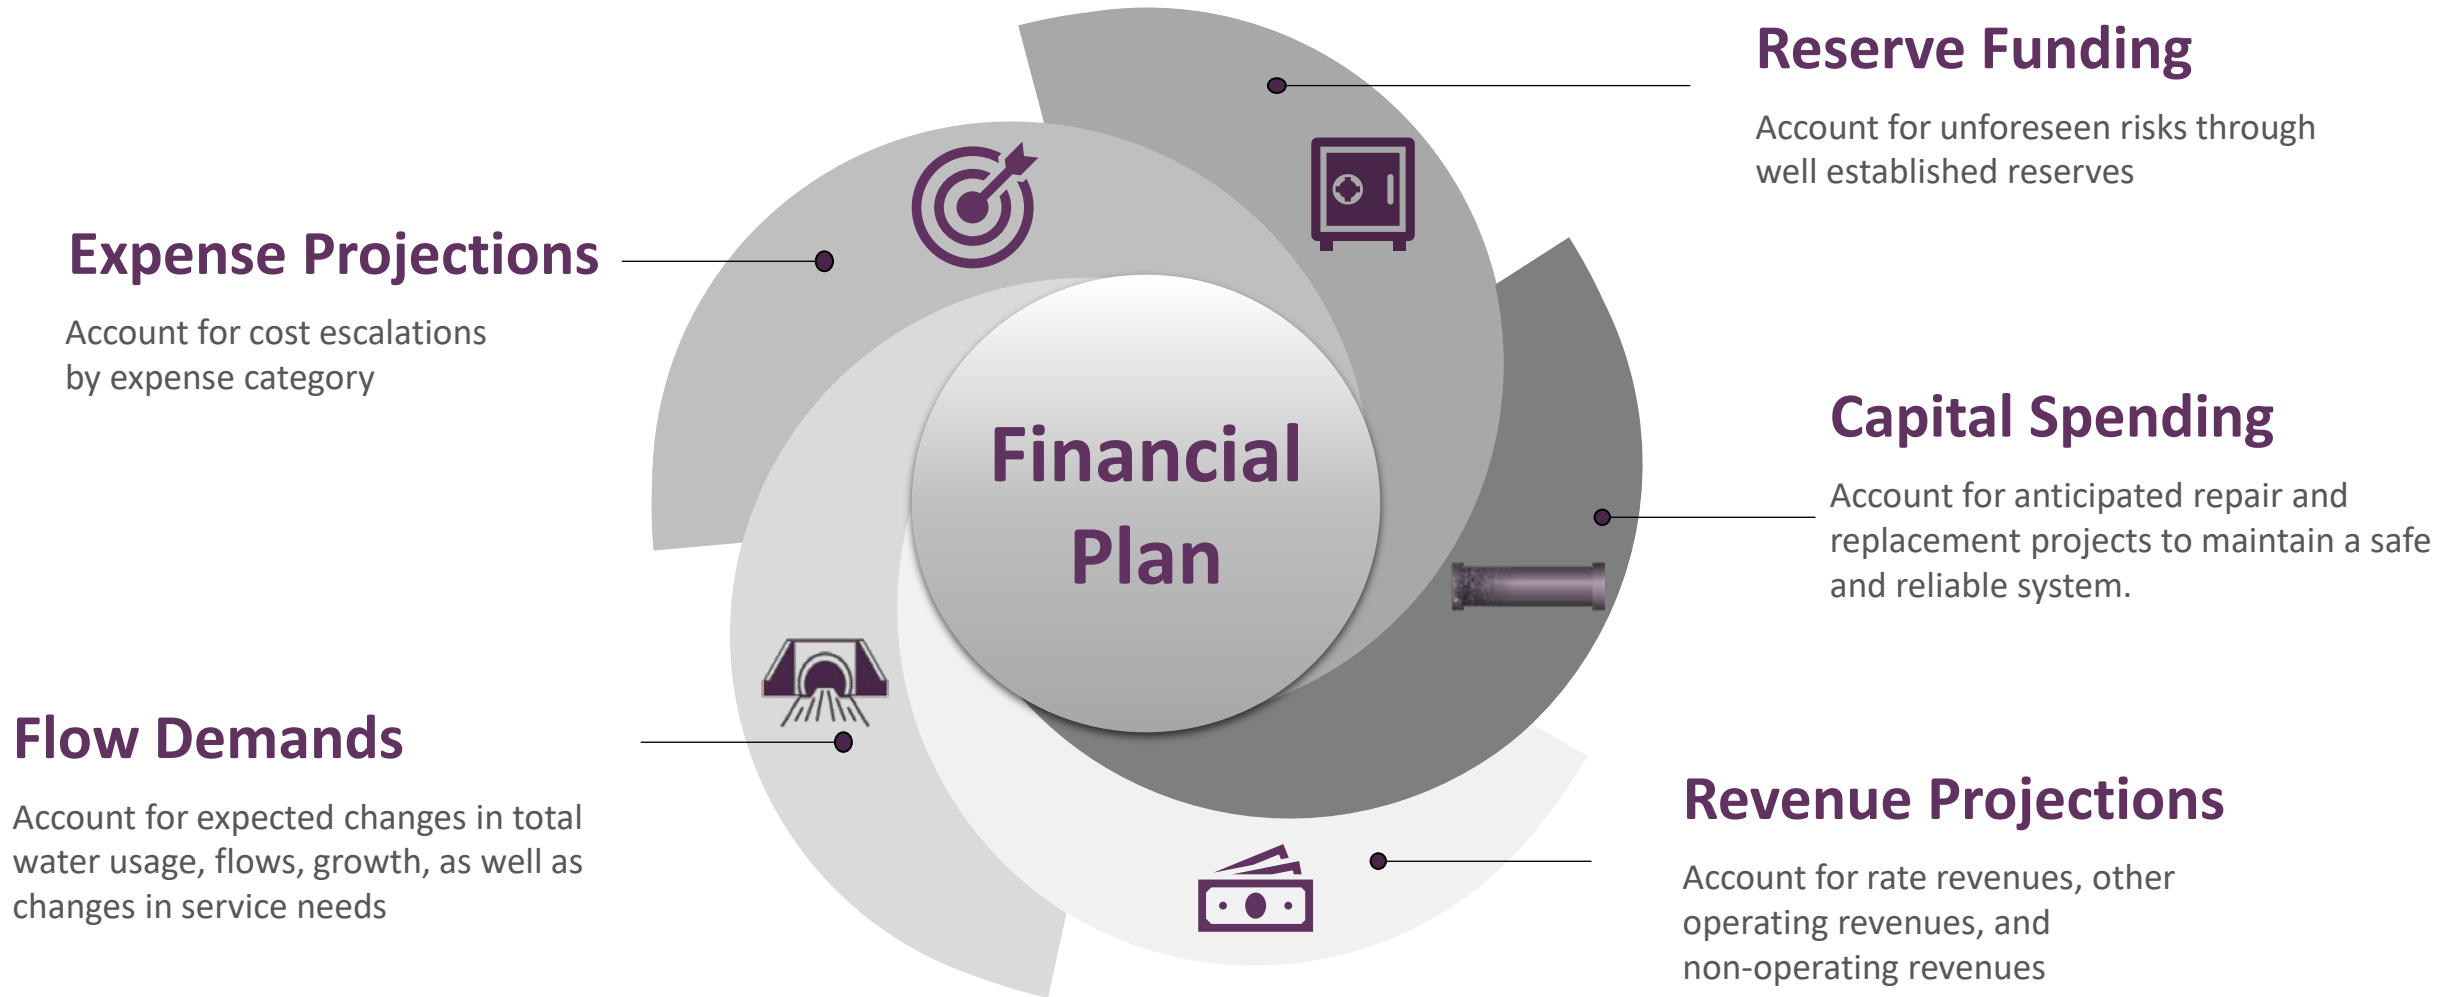 Reserve Funding
Account for unforeseen risks through
well established reserves
Expense Projections
Account for cost escalations
by expense category
Financial
Plan
Capital Spending
Account for anticipated repair and
replacement projects to maintain a safe
and reliable system.
Flow Demands
Account for expected changes in total
water usage, flows, growth, as well as
changes in service needs
Revenue Projections
Account for rate revenues, other
operating revenues, and
non-operating revenues